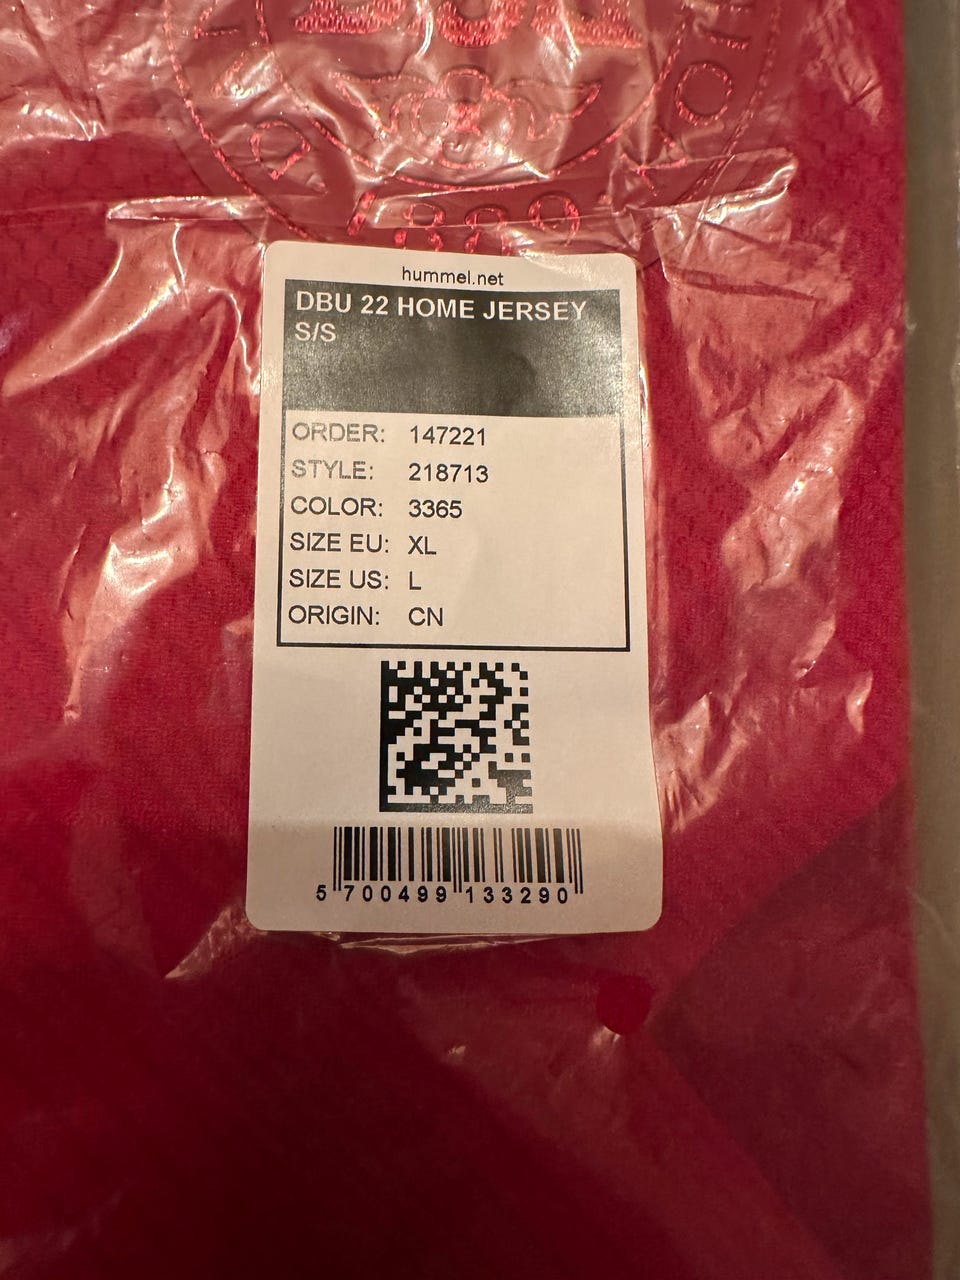 1889
hummel.net
DBU 22 HOME JERSEY
S/S
ORDER: 147221
STYLE: 218713
COLOR: 3365
SIZE EU: XL
SIZE US: L
ORIGIN: CN
5 700499 133290